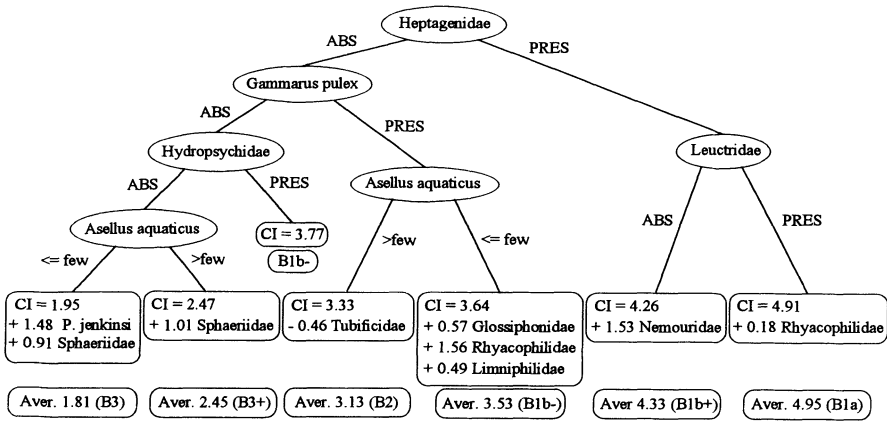 Heptagenidae
ABS
PRES
Gammarus pulex
ABS
PRES
Hydropsychidae
Leuctridae
ABS
PRES
Asellus aquaticus
ABS
PRES
Asellus aquaticus
CI = 3.77
B1b-
<= few
>few
>few
<= few
CI = 1.95
+ 1.48 P. jenkinsi
+ 0.91 Sphaeriidae
CI = 2.47
+ 1.01 Sphaeriidae
CI = 3.33
- 0.46 Tubificidae
CI = 3.64
+ 0.57 Glossiphonidae
+ 1.56 Rhyacophilidae
+ 0.49 Limniphilidae
CI = 4.26
+ 1.53 Nemouridae
CI = 4.91
+ 0.18 Rhyacophilidae
Aver. 1.81 (B3)
Aver. 2.45 (B3+)
Aver. 3.13 (B2)
Aver. 3.53 (B1b-)
Aver 4.33 (B1b+)
Aver. 4.95 (B1a)